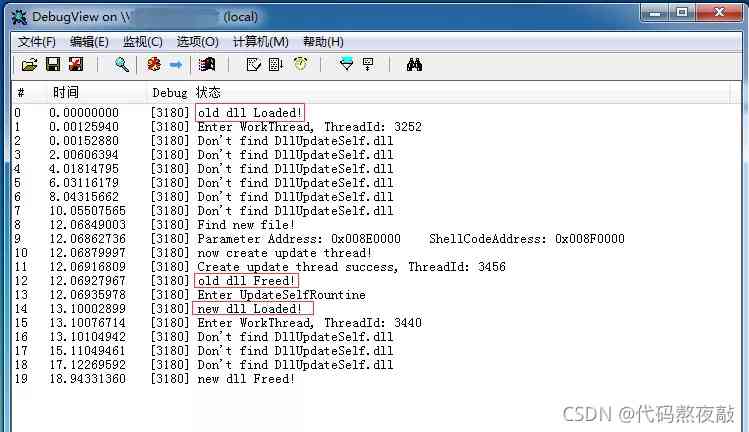 DebugView on \\ (local)
文件(F) 编辑(E) 监视(C) 选项(O) 计算机(M) 帮助(H)
# 时间 Debug 状态
0 0.00000000 [3180] old dll Loaded!
1 0.00125940 [3180] Enter WorkThread, ThreadId: 3252
2 0.00152880 [3180] Don't find DllUpdateSelf.dll
3 2.00606394 [3180] Don't find DllUpdateSelf.dll
4 4.01814795 [3180] Don't find DllUpdateSelf.dll
5 6.03116179 [3180] Don't find DllUpdateSelf.dll
6 8.04315662 [3180] Don't find DllUpdateSelf.dll
7 10.05507565 [3180] Don't find DllUpdateSelf.dll
8 12.06849003 [3180] Find new file!
9 12.06862736 [3180] Parameter Address: 0x008E0000 ShellCodeAddress: 0x008F0000
10 12.06879997 [3180] now create update thread!
11 12.06916809 [3180] Create update thread success, ThreadId: 3456
12 12.06927967 [3180] old dll Freed!
13 12.06935978 [3180] Enter UpdateSelfRountine
14 13.10002899 [3180] new dll Loaded!
15 13.10076714 [3180] Enter WorkThread, ThreadId: 3440
16 13.10104942 [3180] Don't find DllUpdateSelf.dll
17 15.11049461 [3180] Don't find DllUpdateSelf.dll
18 17.12269592 [3180] Don't find DllUpdateSelf.dll
19 18.94331360 [3180] new dll Freed!
CSDN @代码熬夜敲